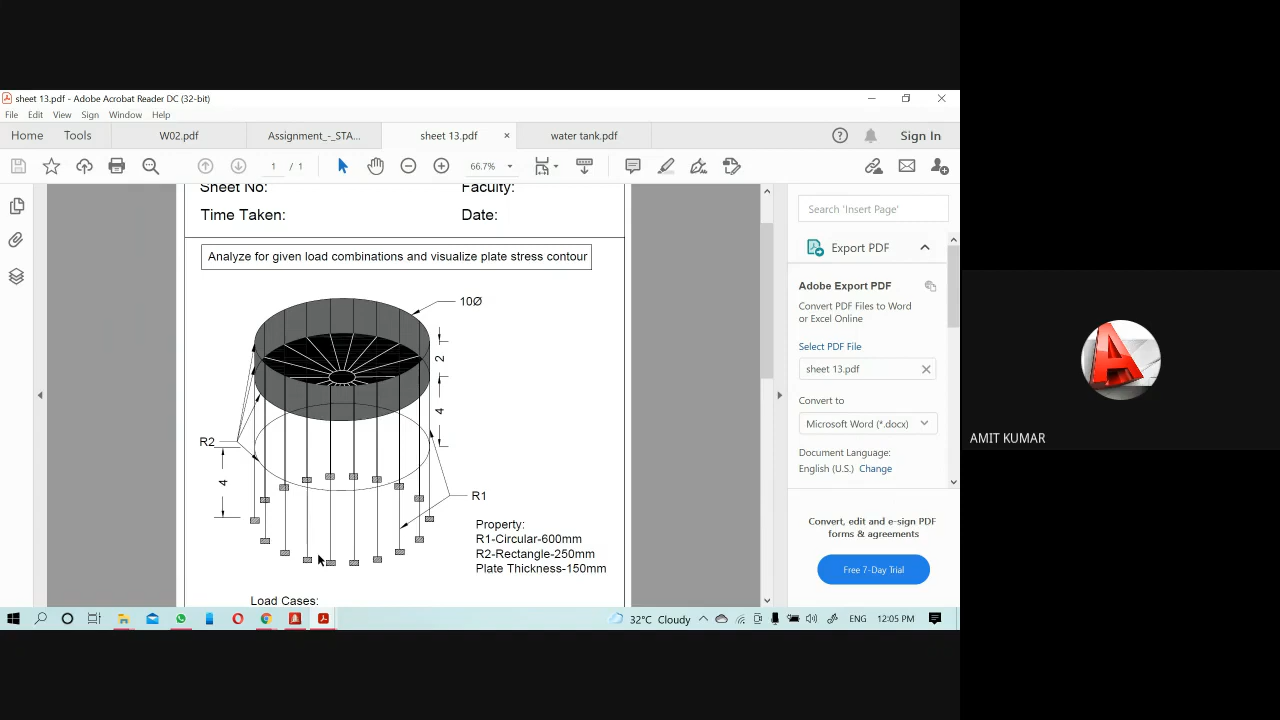 sheet 13.pdf - Adobe Acrobat Reader DC (32-bit)
File Edit View Sign Window Help
Home Tools W02.pdf Assignment_-_STA... sheet 13.pdf × water tank.pdf Sign In
1 / 1 66.7%
Sheet No: Faculty:
Time Taken: Date:
Analyze for given load combinations and visualize plate stress contour
10Ø
2
4
R2
4
R1
Property:
R1-Circular-600mm
R2-Rectangle-250mm
Plate Thickness-150mm
Load Cases:
Search 'Insert Page'
Export PDF
Adobe Export PDF
Convert PDF Files to Word
or Excel Online
Select PDF File
sheet 13.pdf
Convert to
Microsoft Word (*.docx)
Document Language:
English (U.S.) Change
Convert, edit and e-sign PDF
forms & agreements
Free 7-Day Trial
32°C Cloudy ENG 12:05 PM
AMIT KUMAR